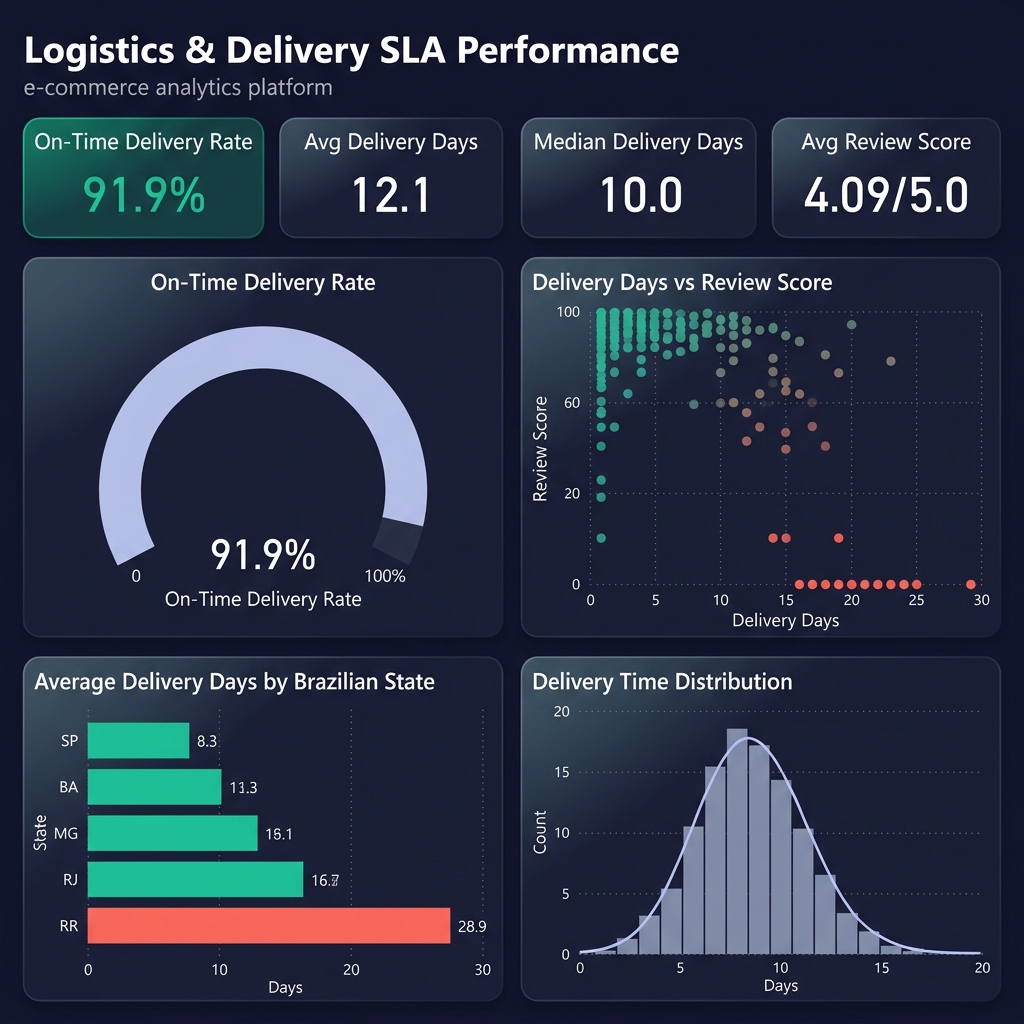 Logistics & Delivery SLA Performance
e-commerce analytics platform
On-Time Delivery Rate
91.9%
Avg Delivery Days
12.1
Median Delivery Days
10.0
Avg Review Score
4.09/5.0
On-Time Delivery Rate
91.9%
0
100%
On-Time Delivery Rate
Delivery Days vs Review Score
100
60
20
0
Review Score
0 5 10 15 20 25 30
Delivery Days
Average Delivery Days by Brazilian State
State
SP 8.3
BA 11.3
MG
RJ
RR 28.9
0 10 20 30
Days
Delivery Time Distribution
20
15
10
5
0
Count
0 5 10 15 20
Days